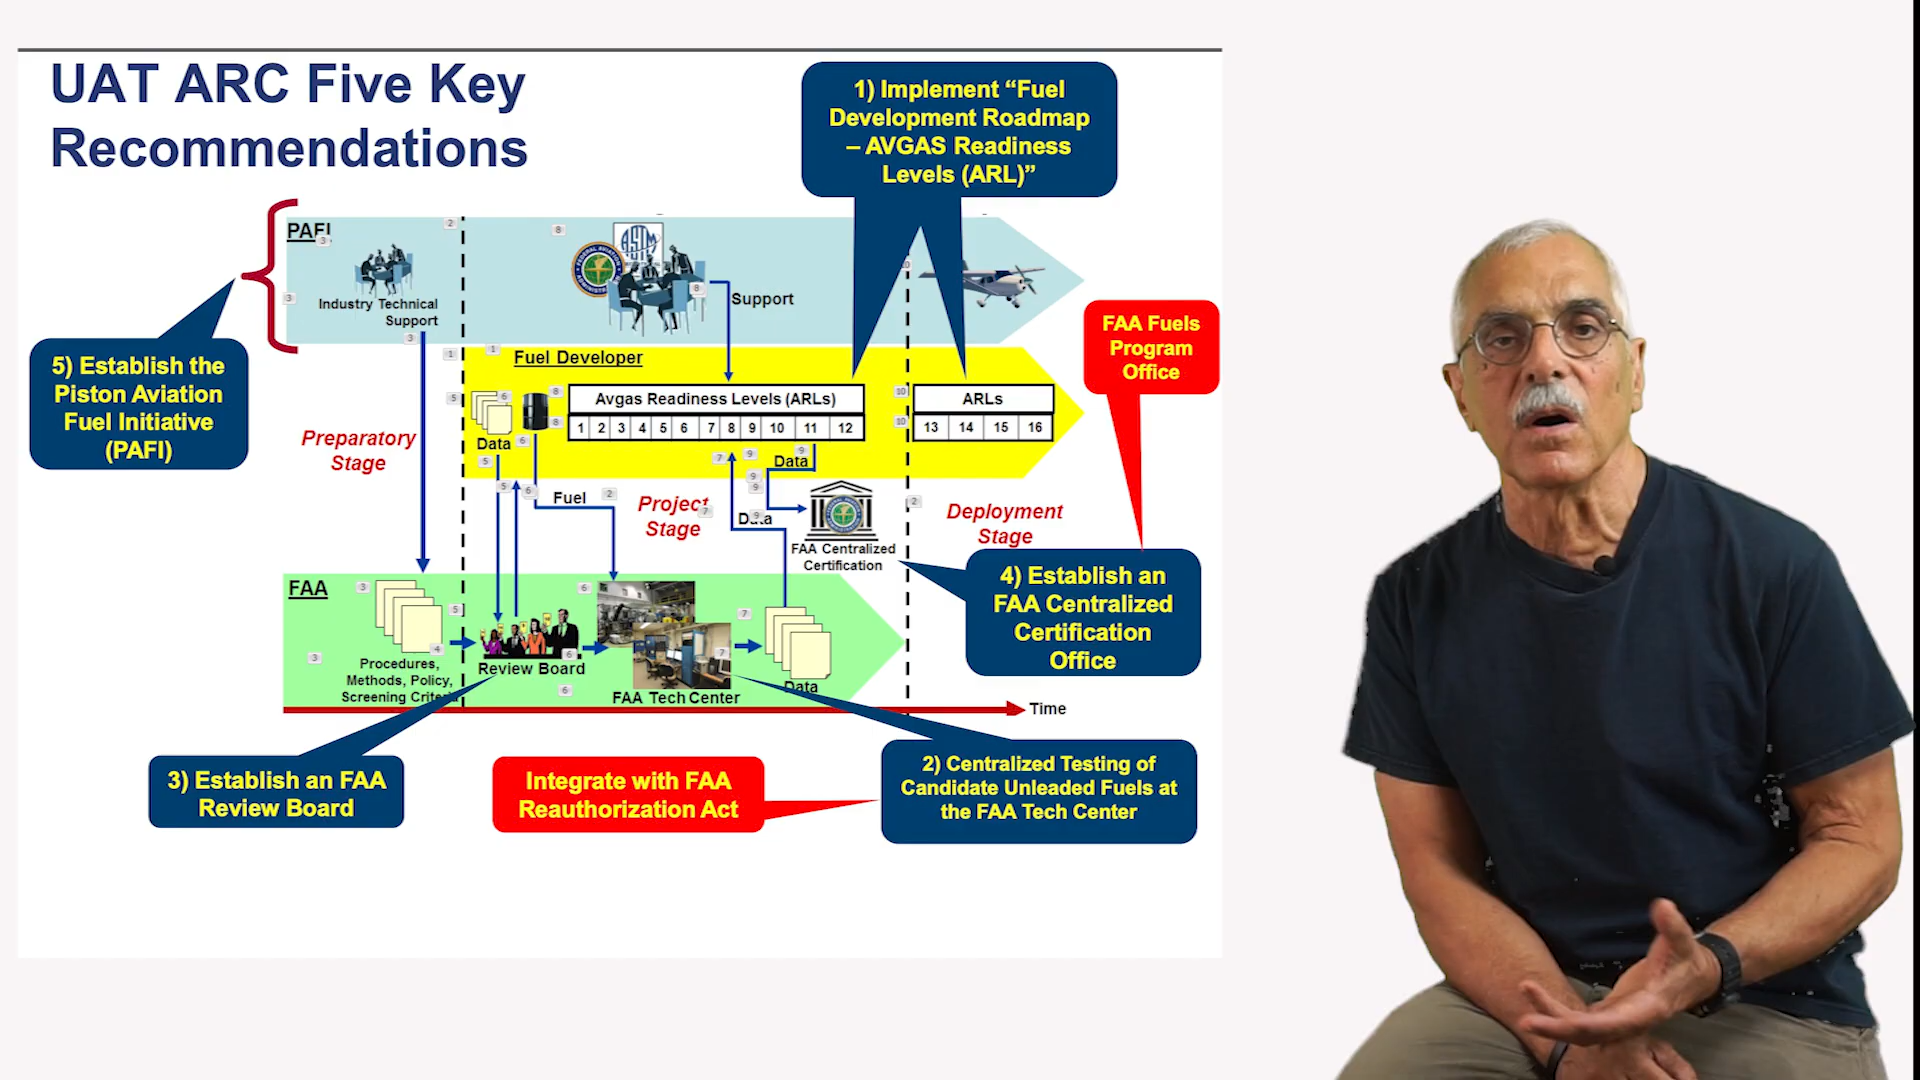 UAT ARC Five Key
Recommendations
1) Implement “Fuel
Development Roadmap
– AVGAS Readiness
Levels (ARL)”
PAFI
ASTM
Industry Technical
Support
Support
FAA Fuels
Program
Office
5) Establish the
Piston Aviation
Fuel Initiative
(PAFI)
Fuel Developer
Avgas Readiness Levels (ARLs)
1 2 3 4 5 6 7 8 9 10 11 12
ARLs
13 14 15 16
Data
Data
Preparatory
Stage
Fuel
Project
Stage
Data
Deployment
Stage
FAA Centralized
Certification
4) Establish an
FAA Centralized
Certification
Office
FAA
Procedures,
Methods, Policy,
Screening Criteria
Review Board
FAA Tech Center
Data
Time
3) Establish an FAA
Review Board
Integrate with FAA
Reauthorization Act
2) Centralized Testing of
Candidate Unleaded Fuels at
the FAA Tech Center